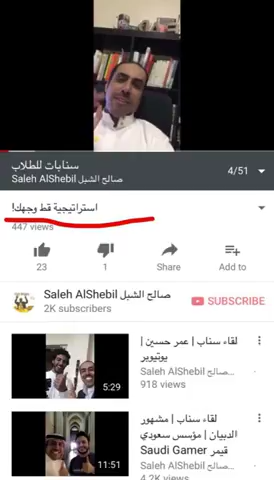 سنابات للطلاب
Saleh AlShebil صالح الشبل
4/51
استراتيجية قط وجهك!
447 views
23
1
Share
Add to
Saleh AlShebil صالح الشبل
2K subscribers
SUBSCRIBE
لقاء سناب | عمر حسين |
يوتيوبر
Saleh AlShebil صالح...
918 views
5:29
لقاء سناب | مشهور
الدبيان | مؤسس سعودي
قيمر Saudi Gamer
Saleh AlShebil صالح...
4.2K views
11:51